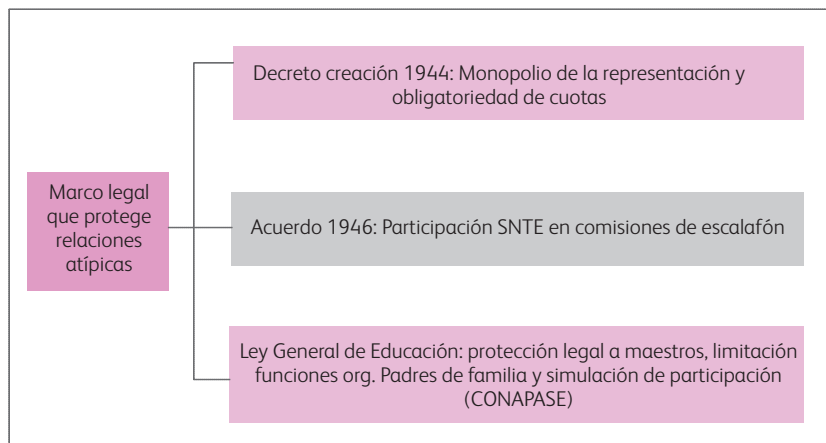 Decreto creación 1944: Monopolio de la representación y
obligatoriedad de cuotas
Marco legal
que protege
relaciones
atípicas
Acuerdo 1946: Participación SNTE en comisiones de escalafón
Ley General de Educación: protección legal a maestros, limitación
funciones org. Padres de familia y simulación de participación
(CONAPASE)